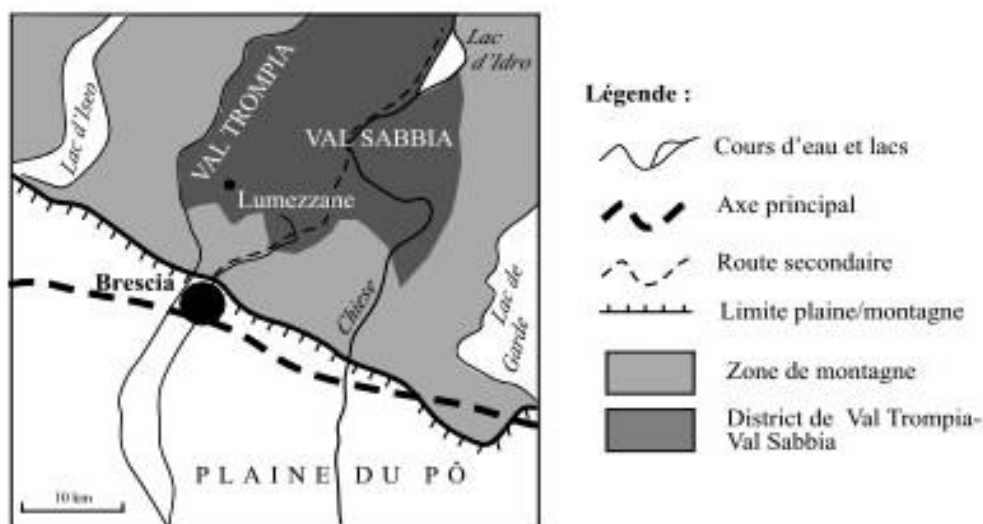 Lac
d'Idro
Lac d'Iseo
VAL TROMPIA
VAL SABBIA
Lumezzane
Brescia
Chiese
Lac de
Garde
PLAINE DU PÔ
10 km
Légende :
Cours d'eau et lacs
Axe principal
Route secondaire
Limite plaine/montagne
Zone de montagne
District de Val Trompia-
Val Sabbia